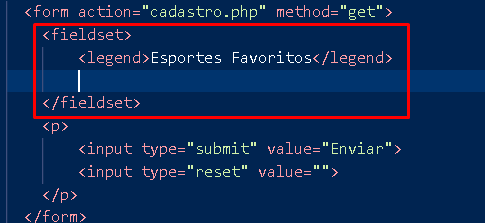 <form action="cadastro.php" method="get">
<fieldset>
<legend>Esportes Favoritos</legend>
</fieldset>
<p>
<input type="submit" value="Enviar">
<input type="reset" value="">
</p>
</form>